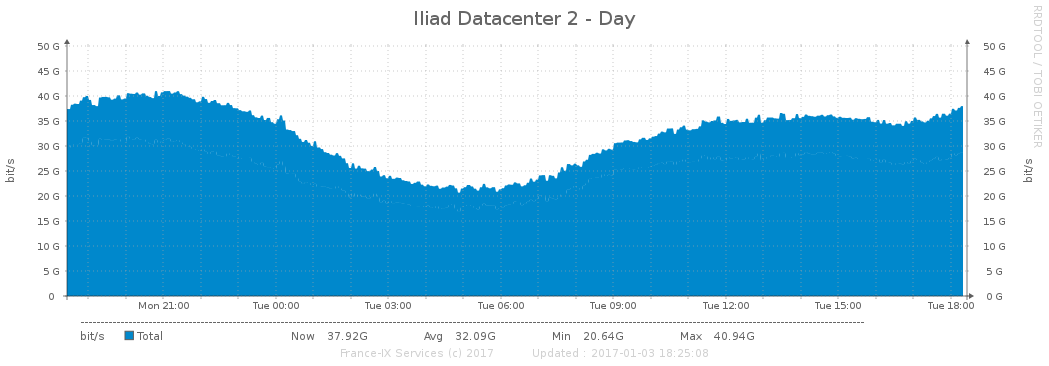 Iliad Datacenter 2 - Day
RRDTOOL / TOBI OETIKER
50 G 50 G
45 G 45 G
40 G 40 G
35 G 35 G
30 G 30 G
25 G 25 G
20 G 20 G
15 G 15 G
10 G 10 G
5 G 5 G
0 0 G
bit/s bit/s
Mon 21:00 Tue 00:00 Tue 03:00 Tue 06:00 Tue 09:00 Tue 12:00 Tue 15:00 Tue 18:00
bit/s Total Now 37.92G Avg 32.09G Min 20.64G Max 40.94G
France-IX Services (c) 2017 Updated : 2017-01-03 18:25:08